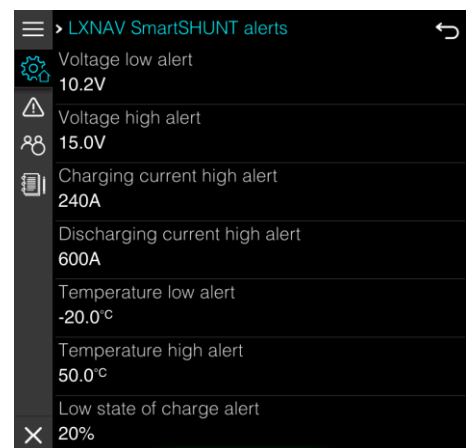 > LXNAV SmartSHUNT alerts
Voltage low alert
10.2V
Voltage high alert
15.0V
Charging current high alert
240A
Discharging current high alert
600A
Temperature low alert
-20.0°C
Temperature high alert
50.0°C
Low state of charge alert
20%